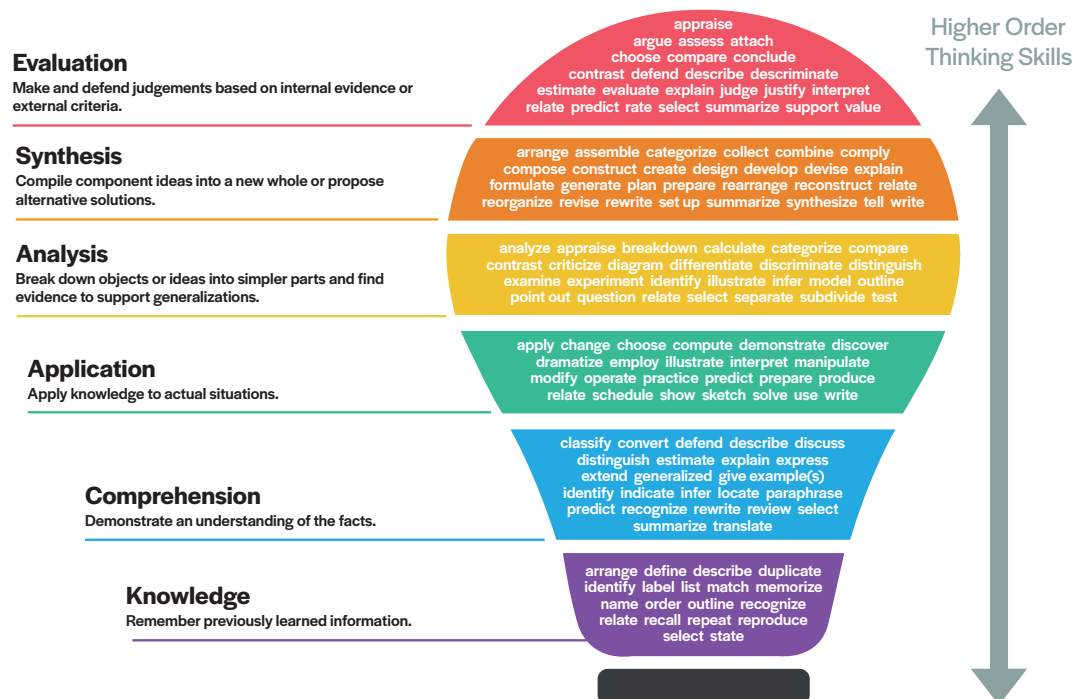 Higher Order
Thinking Skills
Evaluation
Make and defend judgements based on internal evidence or
external criteria.
appraise
argue assess attach
choose compare conclude
contrast defend describe descriminate
estimate evaluate explain judge justify interpret
relate predict rate select summarize support value
Synthesis
Compile component ideas into a new whole or propose
alternative solutions.
arrange assemble categorize collect combine comply
compose construct create design develop devise explain
formulate generate plan prepare rearrange reconstruct relate
reorganize revise rewrite set up summarize synthesize tell write
Analysis
Break down objects or ideas into simpler parts and find
evidence to support generalizations.
analyze appraise breakdown calculate categorize compare
contrast criticize diagram differentiate discriminate distinguish
examine experiment identify illustrate infer model outline
point out question relate select separate subdivide test
Application
Apply knowledge to actual situations.
apply change choose compute demonstrate discover
dramatize employ illustrate interpret manipulate
modify operate practice predict prepare produce
relate schedule show sketch solve use write
Comprehension
Demonstrate an understanding of the facts.
classify convert defend describe discuss
distinguish estimate explain express
extend generalized give example(s)
identify indicate infer locate paraphrase
predict recognize rewrite review select
summarize translate
Knowledge
Remember previously learned information.
arrange define describe duplicate
identify label list match memorize
name order outline recognize
relate recall repeat reproduce
select state